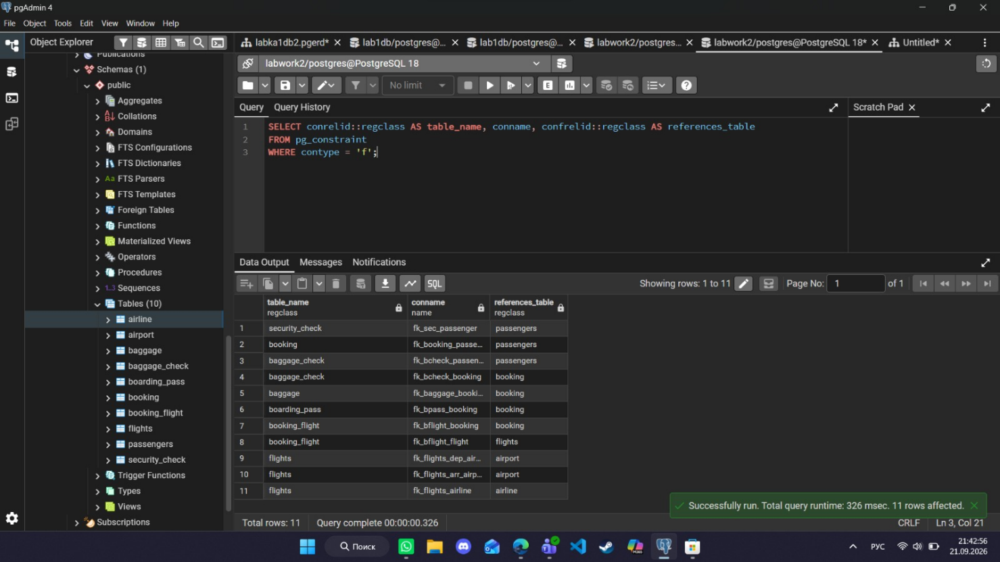 pgAdmin 4
File Object Tools Edit View Window Help
Object Explorer
labka1db2.pgerd* × lab1db/postgres@... × lab1db/postgres@... × labwork2/postgres... × labwork2/postgres@PostgreSQL 18* × Untitled* ×
Publications
Schemas (1)
public
Aggregates
Collations
Domains
FTS Configurations
FTS Dictionaries
FTS Parsers
FTS Templates
Foreign Tables
Functions
Materialized Views
Operators
Procedures
Sequences
Tables (10)
airline
airport
baggage
baggage_check
boarding_pass
booking
booking_flight
flights
passengers
security_check
Trigger Functions
Types
Views
Subscriptions
labwork2/postgres@PostgreSQL 18
No limit
Query Query History
Scratch Pad ×
1 SELECT conrelid::regclass AS table_name, conname, confrelid::regclass AS references_table
2 FROM pg_constraint
3 WHERE contype = 'f';
Data Output Messages Notifications
SQL Showing rows: 1 to 11 Page No: 1 of 1
table_name conname references_table
regclass name regclass
1 security_check fk_sec_passenger passengers
2 booking fk_booking_passe... passengers
3 baggage_check fk_bcheck_passen... passengers
4 baggage_check fk_bcheck_booking booking
5 baggage fk_baggage_booki... booking
6 boarding_pass fk_bpass_booking booking
7 booking_flight fk_bflight_booking booking
8 booking_flight fk_bflight_flight flights
9 flights fk_flights_dep_air... airport
10 flights fk_flights_arr_airp... airport
11 flights fk_flights_airline airline
Successfully run. Total query runtime: 326 msec. 11 rows affected.
Total rows: 11 Query complete 00:00:00.326 CRLF Ln 3, Col 21
Поиск
РУС
21:42:56
21.09.2026